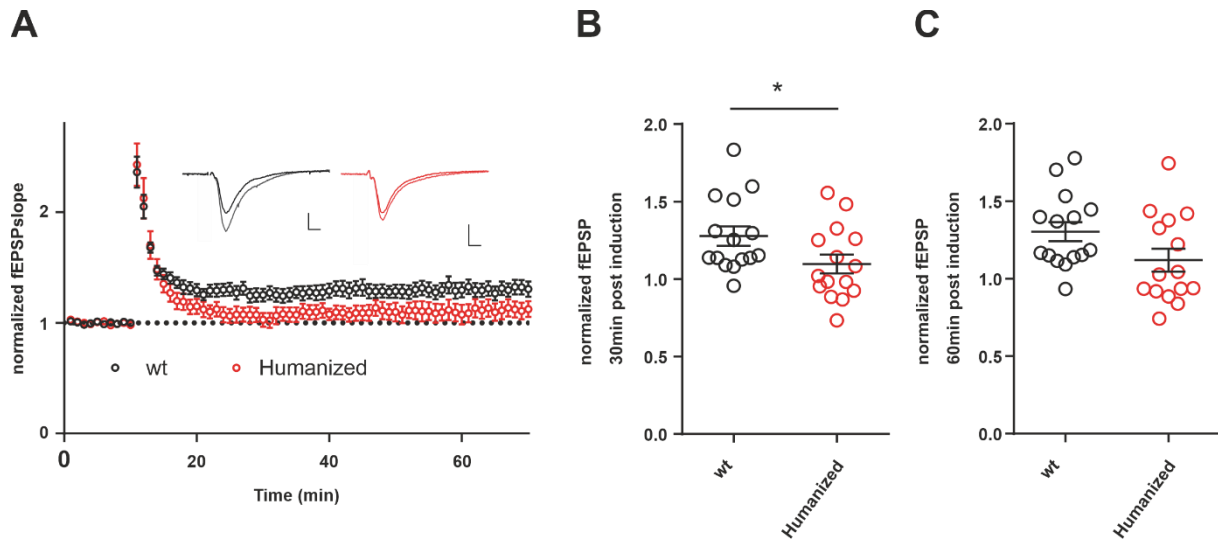 A
B
C
normalized fEPSPslope
2
1
0
0
20
40
60
Time (min)
wt
Humanized
*
normalized fEPSP
30min post induction
2.0
1.5
1.0
0.5
0.0
wt
Humanized
normalized fEPSP
60min post induction
2.0
1.5
1.0
0.5
0.0
wt
Humanized